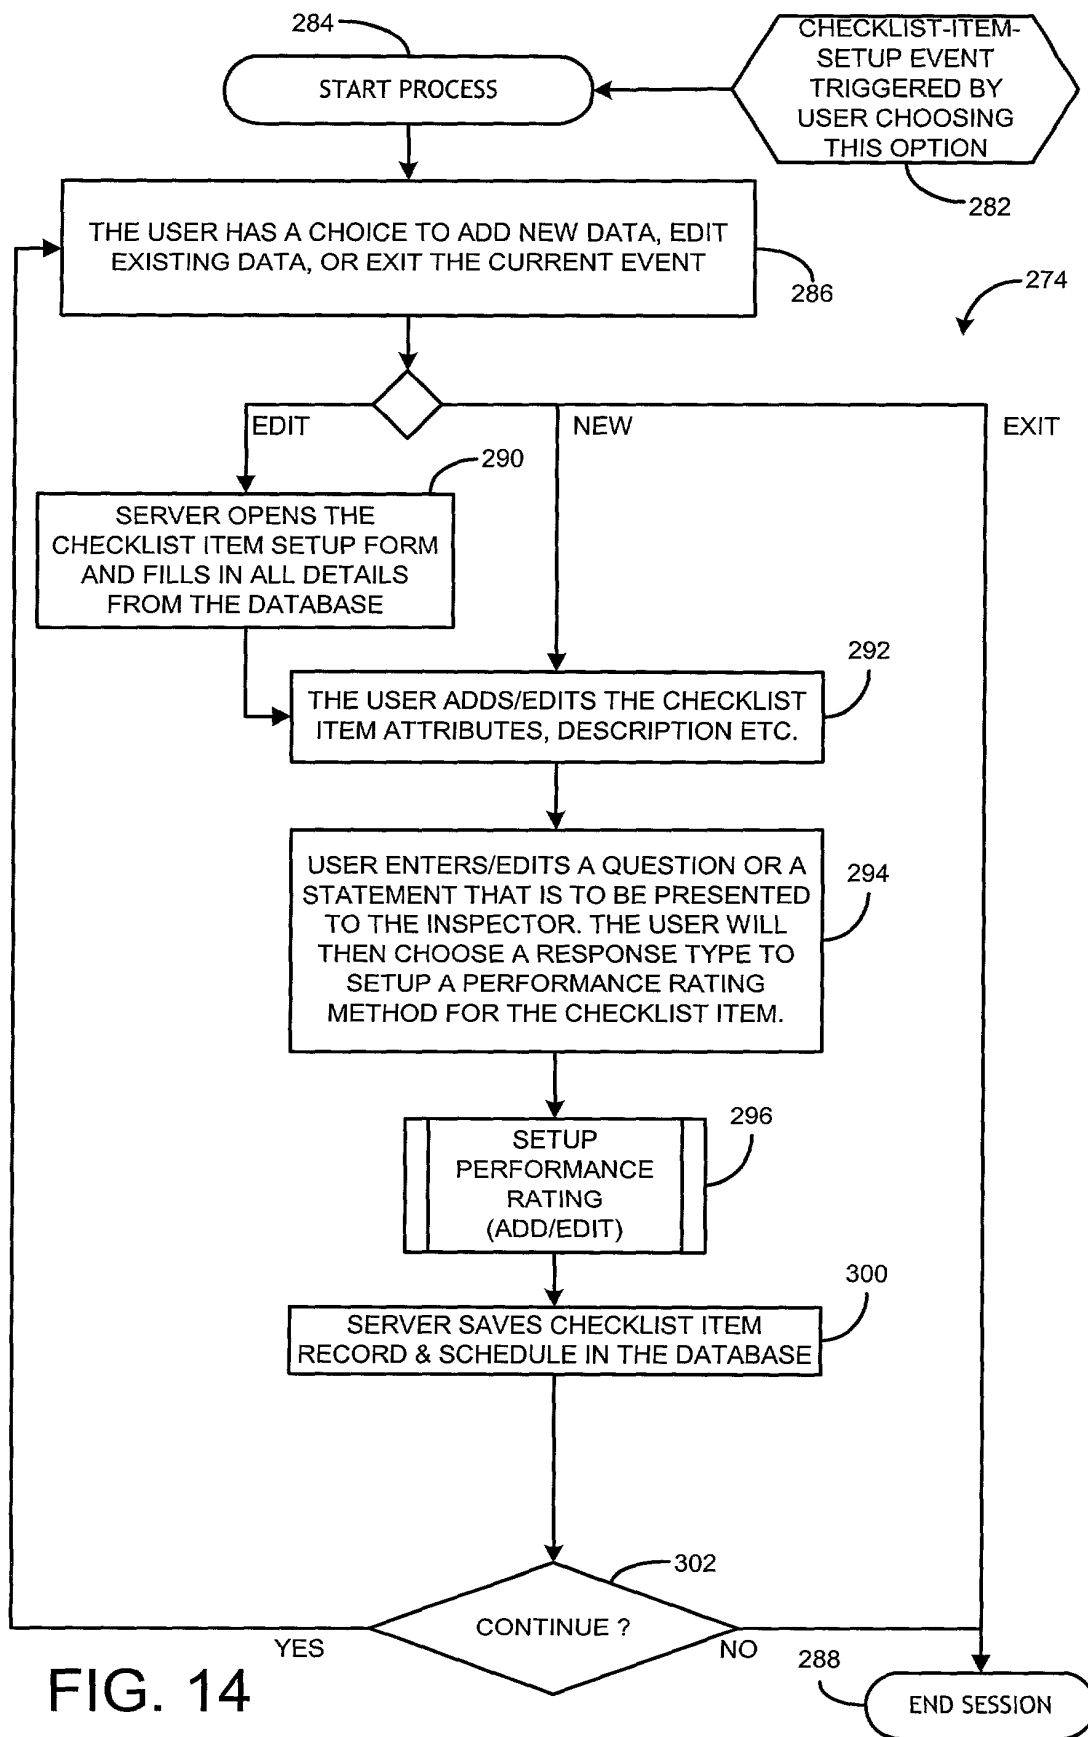 284
START PROCESS
CHECKLIST-ITEM-
SETUP EVENT
TRIGGERED BY
USER CHOOSING
THIS OPTION
282
THE USER HAS A CHOICE TO ADD NEW DATA, EDIT
EXISTING DATA, OR EXIT THE CURRENT EVENT
286
274
EDIT
NEW
EXIT
290
SERVER OPENS THE
CHECKLIST ITEM SETUP FORM
AND FILLS IN ALL DETAILS
FROM THE DATABASE
292
THE USER ADDS/EDITS THE CHECKLIST
ITEM ATTRIBUTES, DESCRIPTION ETC.
USER ENTERS/EDITS A QUESTION OR A
STATEMENT THAT IS TO BE PRESENTED
TO THE INSPECTOR. THE USER WILL
THEN CHOOSE A RESPONSE TYPE TO
SETUP A PERFORMANCE RATING
METHOD FOR THE CHECKLIST ITEM.
294
296
SETUP
PERFORMANCE
RATING
(ADD/EDIT)
300
SERVER SAVES CHECKLIST ITEM
RECORD & SCHEDULE IN THE DATABASE
302
CONTINUE ?
YES
NO
288
END SESSION
FIG. 14